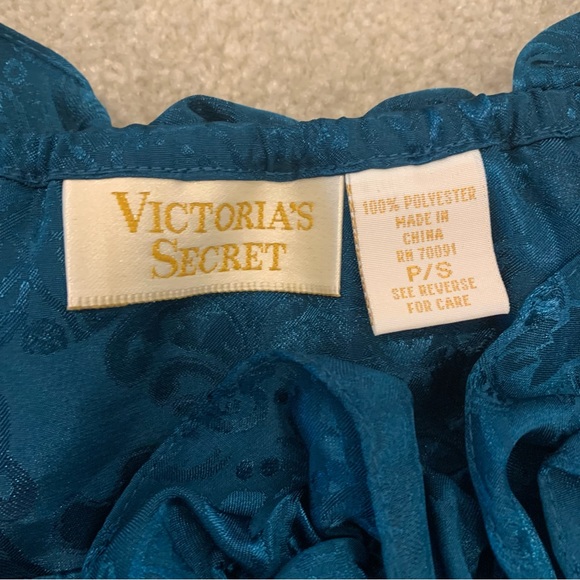 VICTORIA'S
SECRET
100% POLYESTER
MADE IN
CHINA
RN 70091
P/S
SEE REVERSE
FOR CARE